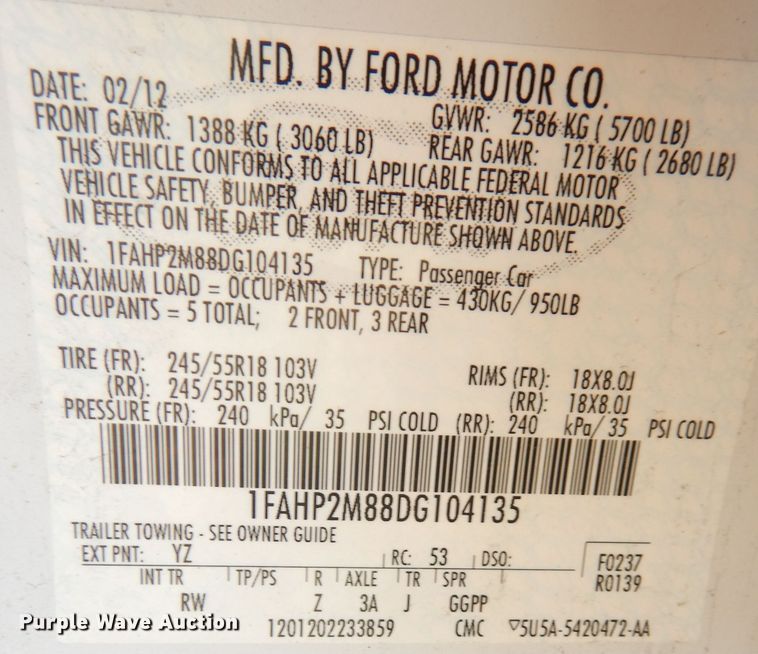 MFD. BY FORD MOTOR CO.
DATE: 02/12 GVWR: 2586 KG ( 5700 LB)
FRONT GAWR: 1388 KG ( 3060 LB) REAR GAWR: 1216 KG ( 2680 LB)
THIS VEHICLE CONFORMS TO ALL APPLICABLE FEDERAL MOTOR
VEHICLE SAFETY, BUMPER, AND THEFT PREVENTION STANDARDS
IN EFFECT ON THE DATE OF MANUFACTURE SHOWN ABOVE.
VIN: 1FAHP2M88DG104135 TYPE: Passenger Car
MAXIMUM LOAD = OCCUPANTS + LUGGAGE = 430KG/ 950LB
OCCUPANTS = 5 TOTAL; 2 FRONT, 3 REAR
TIRE (FR): 245/55R18 103V RIMS (FR): 18X8.0J
(RR): 245/55R18 103V (RR): 18X8.0J
PRESSURE (FR): 240 kPa/ 35 PSI COLD (RR): 240 kPa/ 35 PSI COLD
1FAHP2M88DG104135
TRAILER TOWING - SEE OWNER GUIDE
EXT PNT: YZ RC: 53 DSO: F0237
R0139
INT TR TP/PS R AXLE TR SPR
RW Z 3A J GGPP
1201202233859 CMC ▽5U5A-5420472-AA
Purple Wave Auction